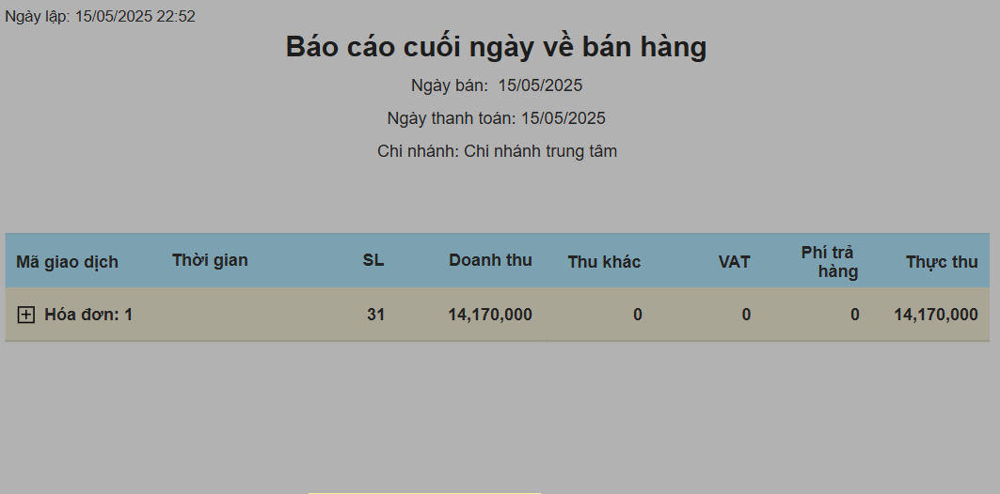 Ngày lập: 15/05/2025 22:52
Báo cáo cuối ngày về bán hàng
Ngày bán: 15/05/2025
Ngày thanh toán: 15/05/2025
Chi nhánh: Chi nhánh trung tâm
Mã giao dịch Thời gian SL Doanh thu Thu khác VAT Phí trả hàng Thực thu
Hóa đơn: 1 31 14,170,000 0 0 0 14,170,000